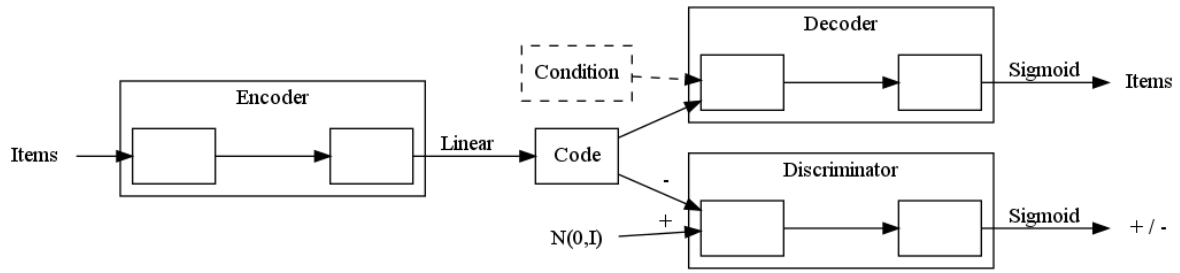 Decoder
Condition
Sigmoid
Items
Encoder
Items
Linear
Code
Discriminator
-
+
N(0,I)
Sigmoid
+ / -